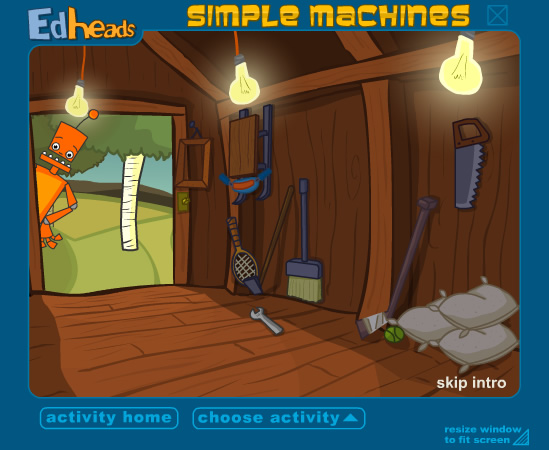 Edheads
SIMPLE MACHINES
skip intro
activity home
choose activity
resize window
to fit screen